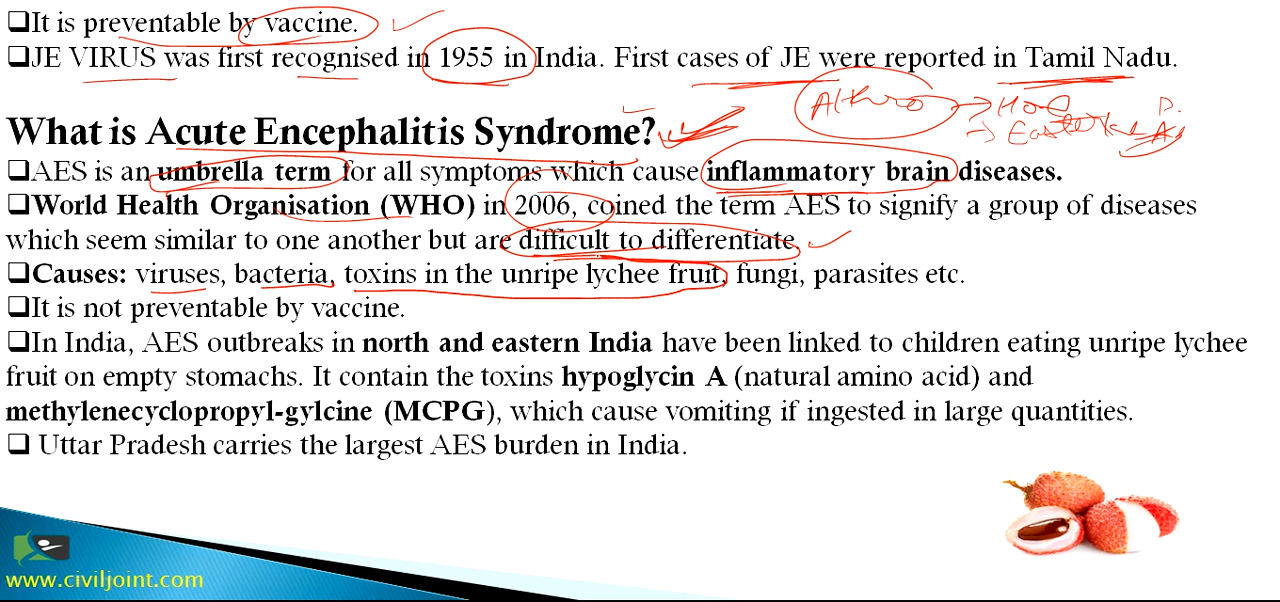 ❑It is preventable by vaccine.
❑JE VIRUS was first recognised in 1955 in India. First cases of JE were reported in Tamil Nadu.
What is Acute Encephalitis Syndrome?
❑AES is an umbrella term for all symptoms which cause inflammatory brain diseases.
❑World Health Organisation (WHO) in 2006, coined the term AES to signify a group of diseases
which seem similar to one another but are difficult to differentiate.
❑Causes: viruses, bacteria, toxins in the unripe lychee fruit, fungi, parasites etc.
❑It is not preventable by vaccine.
❑In India, AES outbreaks in north and eastern India have been linked to children eating unripe lychee
fruit on empty stomachs. It contain the toxins hypoglycin A (natural amino acid) and
methylenecyclopropyl-gylcine (MCPG), which cause vomiting if ingested in large quantities.
❑ Uttar Pradesh carries the largest AES burden in India.
www.civiljoint.com